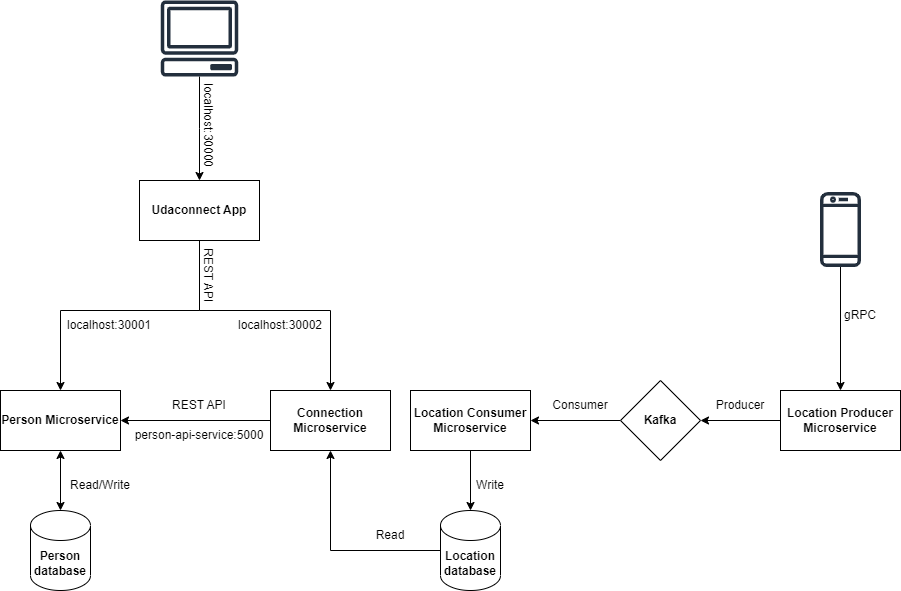 localhost:30000
Udaconnect App
REST API
localhost:30001
localhost:30002
gRPC
Person Microservice
REST API
person-api-service:5000
Connection
Microservice
Location Consumer
Microservice
Consumer
Kafka
Producer
Location Producer
Microservice
Read/Write
Write
Read
Person
database
Location
database